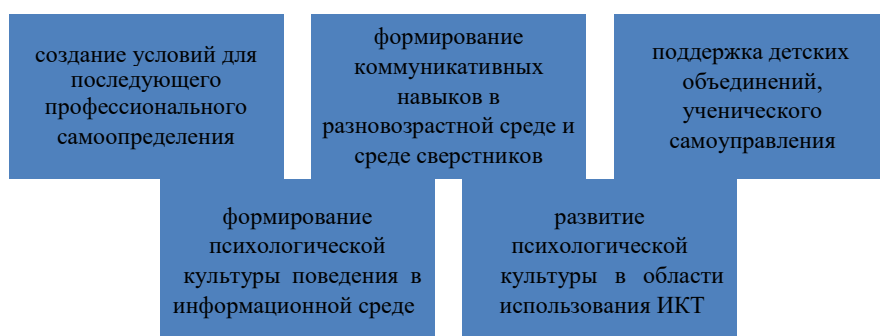 создание условий для
последующего
профессионального
самоопределения
формирование
коммуникативных
навыков в
разновозрастной среде и
среде сверстников
поддержка детских
объединений,
ученического
самоуправления
формирование
психологической
культуры поведения в
информационной среде
развитие
психологической
культуры в области
использования ИКТ